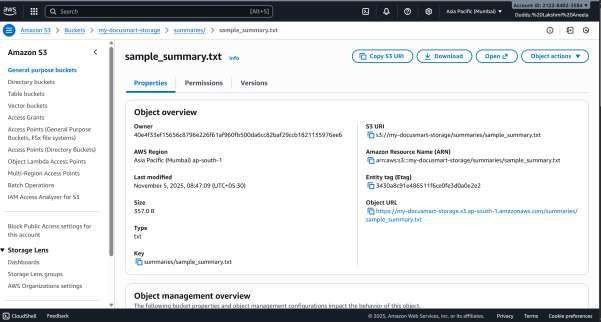 aws
Search
[Alt+S]
Asia Pacific (Mumbai)
Account ID: 2123-6482-3584
Amazon S3 > Buckets > my-docusmart-storage > summaries/ > sample_summary.txt
Amazon S3
General purpose buckets
Directory buckets
Table buckets
Vector buckets
Access Grants
Access Points (General Purpose
Buckets, FSx file systems)
Access Points (Directory Buckets)
Object Lambda Access Points
Multi-Region Access Points
Batch Operations
IAM Access Analyzer for S3
Block Public Access settings for
this account
Storage Lens
Dashboards
Storage Lens groups
AWS Organizations settings
sample_summary.txt Info
Copy S3 URI
Download
Open
Object actions
Properties
Permissions
Versions
Object overview
Owner
AWS Region
Asia Pacific (Mumbai) ap-south-1
Last modified
November 5, 2025, 08:47:09 (UTC+05:30)
Size
357.0 B
Type
txt
Key
summaries/sample_summary.txt
S3 URI
s3://my-docusmart-storage/summaries/sample_summary.txt
Amazon Resource Name (ARN)
arn:aws:s3:::my-docusmart-storage/summaries/sample_summary.txt
Entity tag (Etag)
Object URL
https://my-docusmart-storage.s3.ap-south-1.amazonaws.com/summaries/
sample_summary.txt
Object management overview
The following bucket properties and object management configurations impact the behavior of this object.
CloudShell
Feedback
© 2025, Amazon Web Services, Inc. or its affiliates.
Privacy
Terms
Cookie preferences